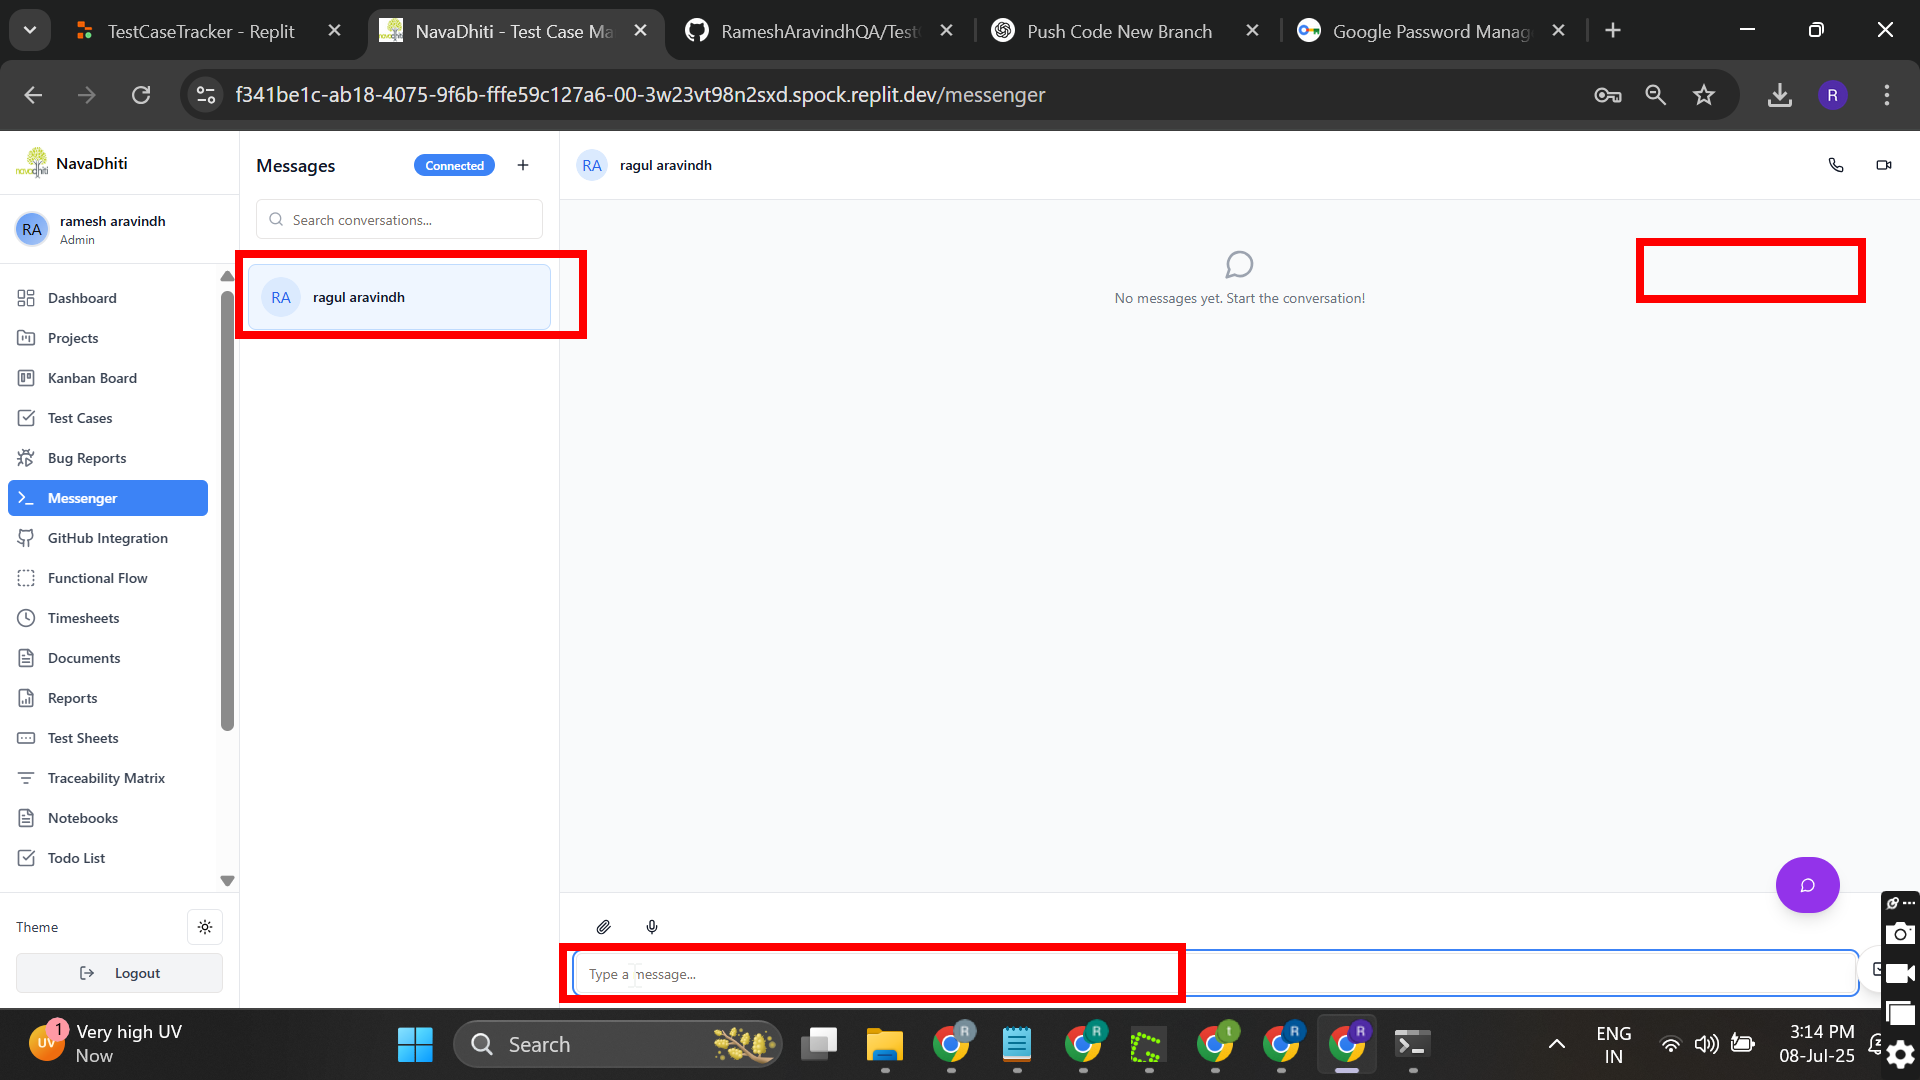 TestCaseTracker - Replit
NavaDhiti - Test Case Ma
RameshAravindhQA/Test
Push Code New Branch
Google Password Manag
f341be1c-ab18-4075-9f6b-fffe59c127a6-00-3w23vt98n2sxd.spock.replit.dev/messenger
R
navadhiti
NavaDhiti
Messages
Connected
RA
ragul aravindh
RA
ramesh aravindh
Admin
Search conversations...
RA
ragul aravindh
No messages yet. Start the conversation!
Dashboard
Projects
Kanban Board
Test Cases
Bug Reports
Messenger
GitHub Integration
Functional Flow
Timesheets
Documents
Reports
Test Sheets
Traceability Matrix
Notebooks
Todo List
Theme
Logout
Type a message...
UV
1
Very high UV
Now
Search
R
R
t
R
R
ENG
IN
3:14 PM
08-Jul-25